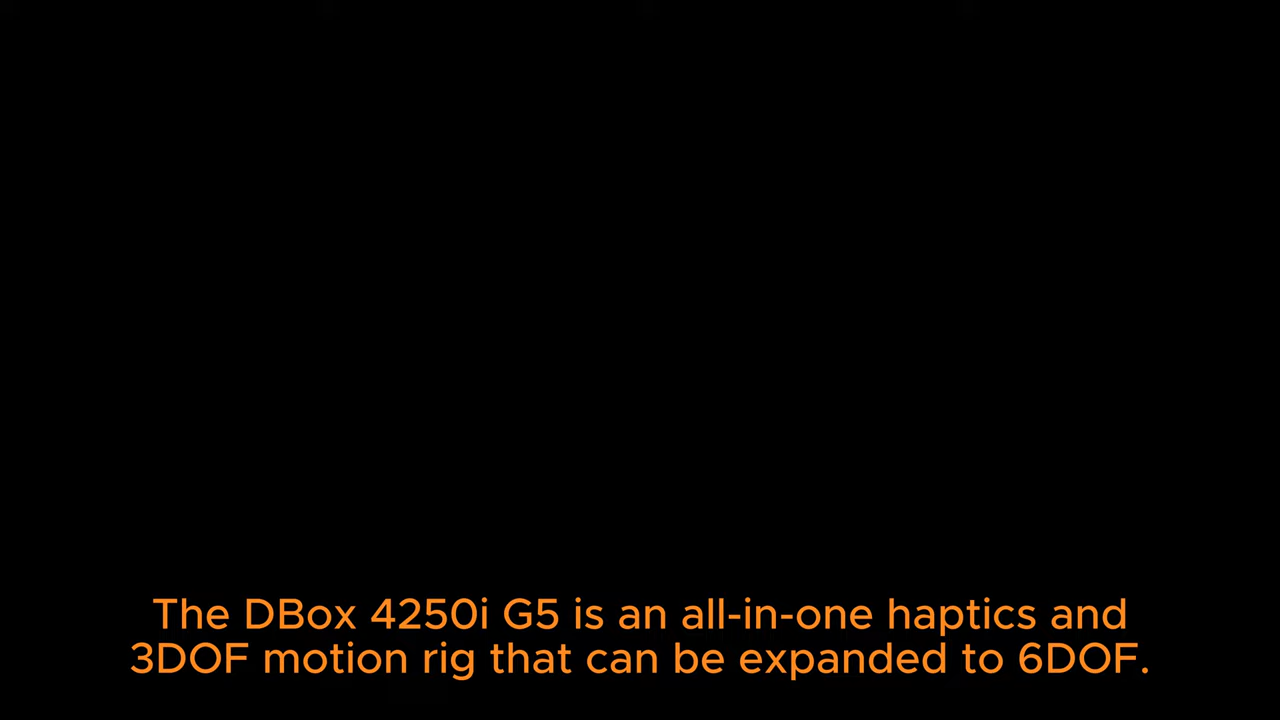 The DBox 4250i G5 is an all-in-one haptics and
3DOF motion rig that can be expanded to 6DOF.